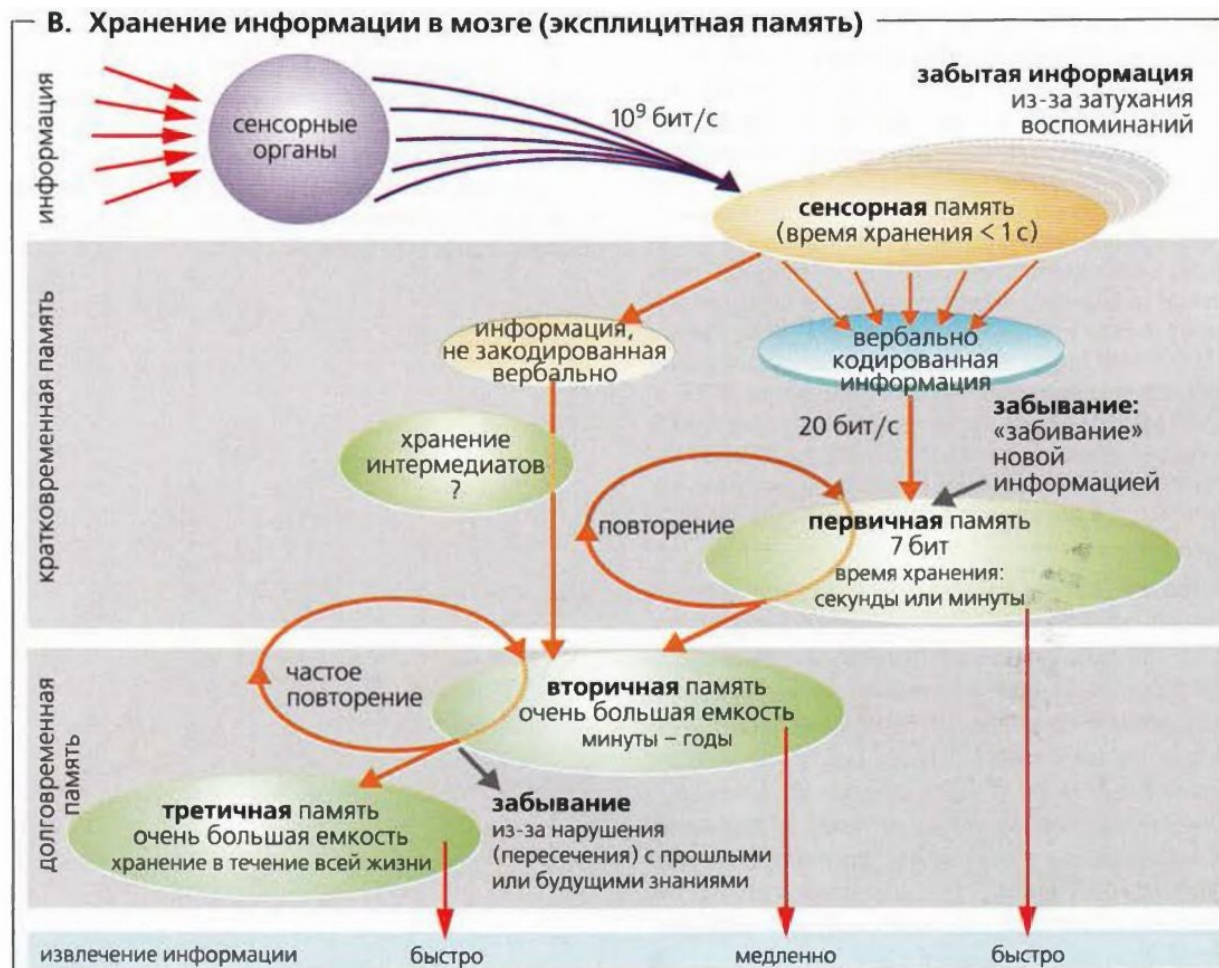 В. Хранение информации в мозге (эксплицитная память)
информация
сенсорные
органы
10⁹ бит/с
забытая информация
из-за затухания
воспоминаний
сенсорная память
(время хранения < 1 с)
кратковременная память
информация,
не закодированная
вербально
вербально
кодированная
информация
20 бит/с
забывание:
«забивание»
новой
информацией
хранение
интермедиатов
?
повторение
первичная память
7 бит
время хранения:
секунды или минуты
долговременная
память
частое
повторение
вторичная память
очень большая емкость
минуты – годы
третичная память
очень большая емкость
хранение в течение всей жизни
забывание
из-за нарушения
(пересечения) с прошлыми
или будущими знаниями
извлечение информации
быстро
медленно
быстро